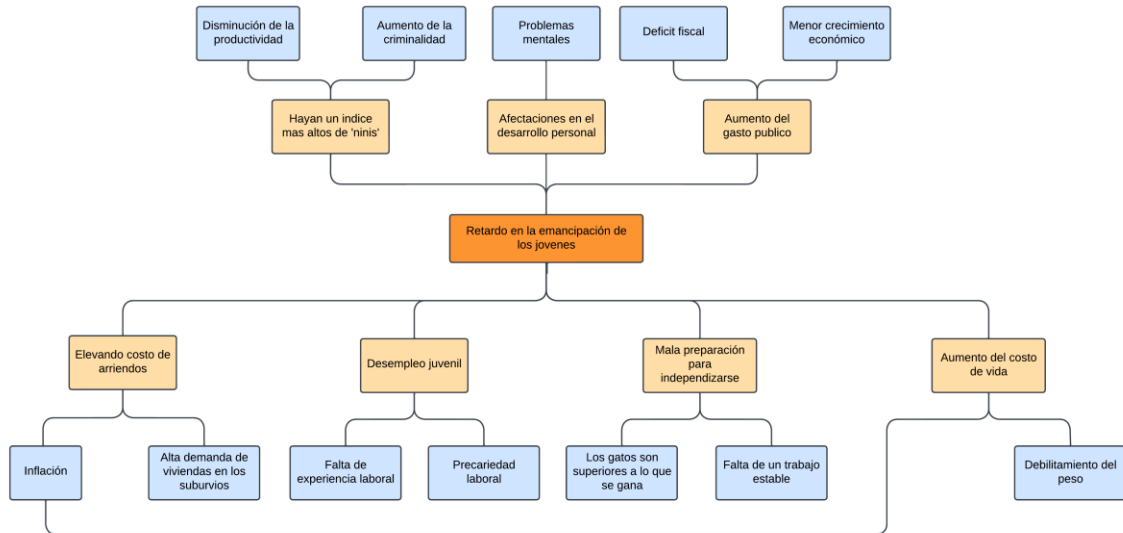 Disminución de la
productividad
Aumento de la
criminalidad
Problemas
mentales
Deficit fiscal
Menor crecimiento
económico
Hayan un indice
mas altos de 'ninis'
Afectaciones en el
desarrollo personal
Aumento del
gasto publico
Retardo en la emancipación de
los jovenes
Elevando costo de
arriendos
Desempleo juvenil
Mala preparación
para
independizarse
Aumento del costo
de vida
Inflación
Alta demanda de
viviendas en los
suburvios
Falta de
experiencia laboral
Precariedad
laboral
Los gatos son
superiores a lo que
se gana
Falta de un trabajo
estable
Debilitamiento del
peso